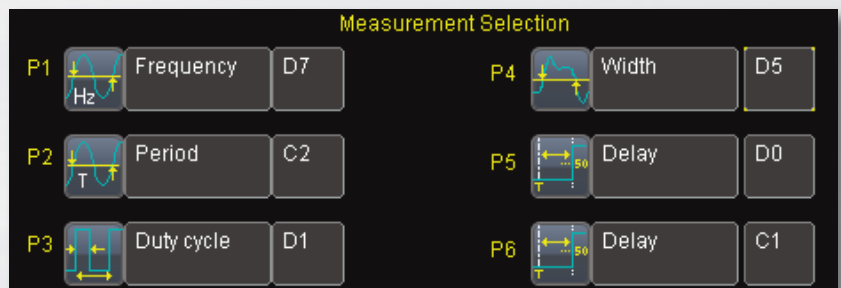 Measurement Selection
P1 Hz Frequency D7
P4 Width D5
P2 T Period C2
P5 T 50 Delay D0
P3 Duty cycle D1
P6 T 50 Delay C1